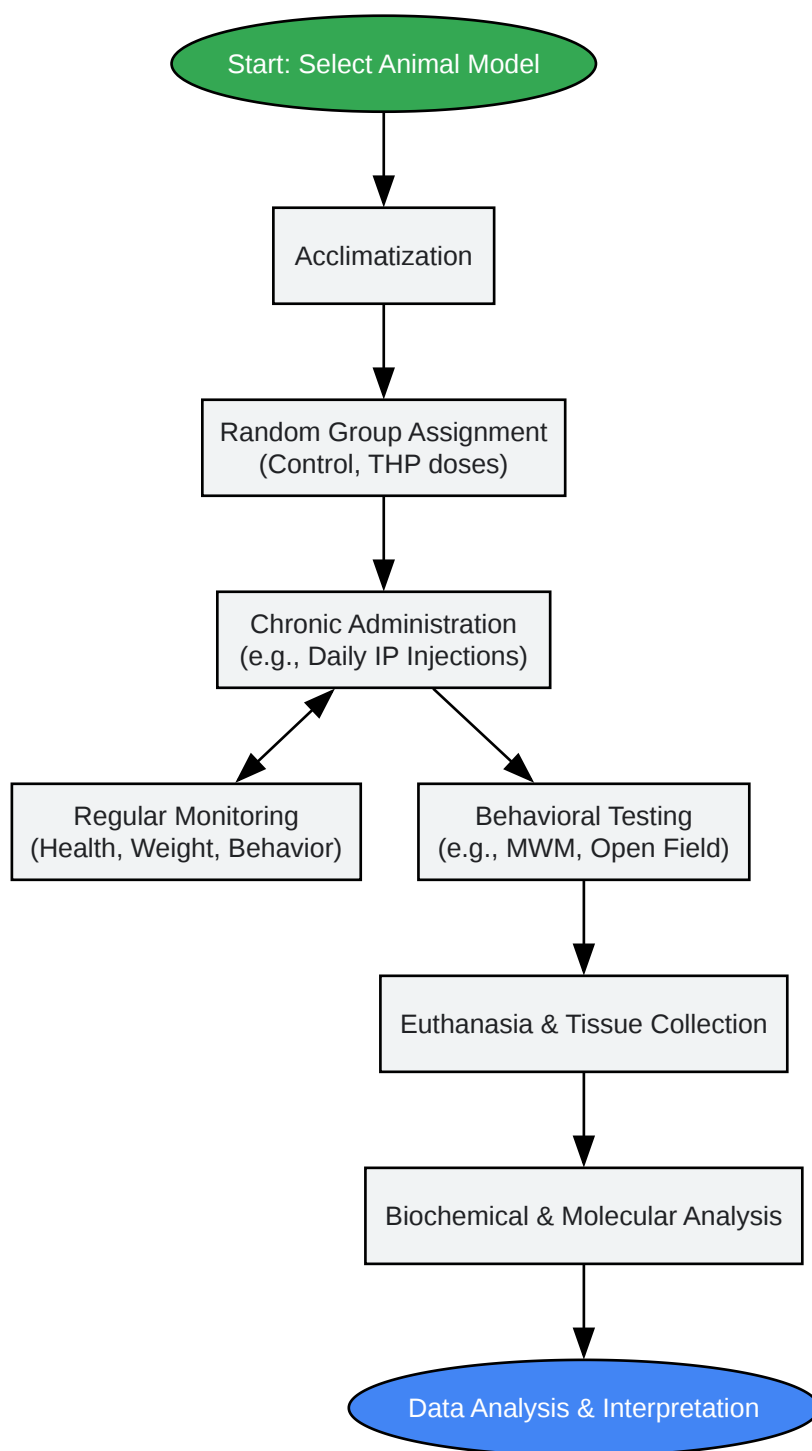 Start: Select Animal Model
Acclimatization
Random Group Assignment
(Control, THP doses)
Chronic Administration
(e.g., Daily IP Injections)
Regular Monitoring
(Health, Weight, Behavior)
Behavioral Testing
(e.g., MWM, Open Field)
Euthanasia & Tissue Collection
Biochemical & Molecular Analysis
Data Analysis & Interpretation